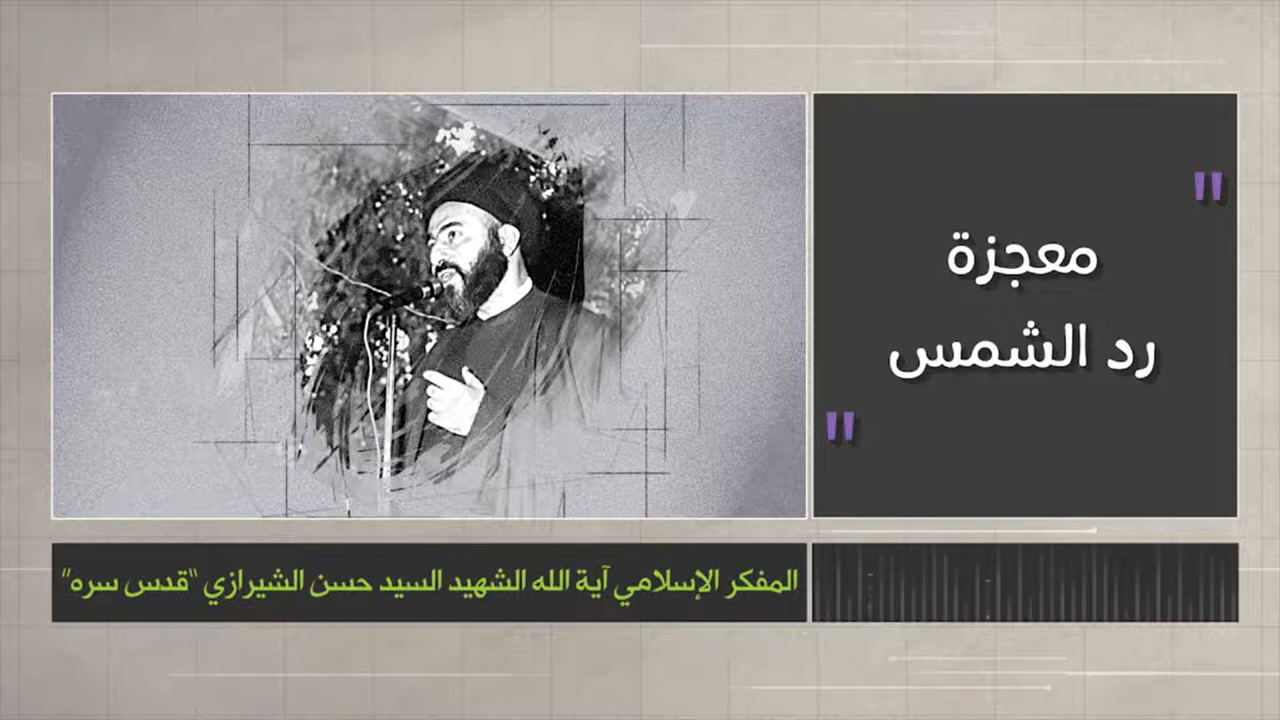 "
معجزة
رد الشمس
"
المفكر الإسلامي آية الله الشهيد السيد حسن الشيرازي "قدس سره"